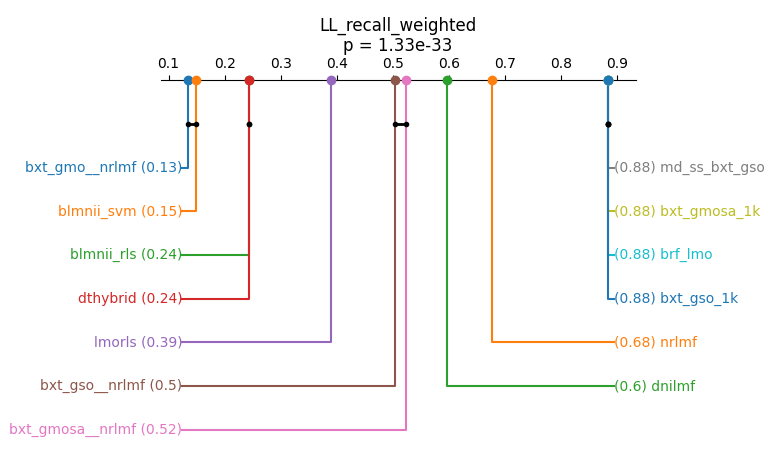 LL_recall_weighted
p = 1.33e-33
0.1 0.2 0.3 0.4 0.5 0.6 0.7 0.8 0.9
bxt_gmo__nrlmf (0.13) (0.88) md_ss_bxt_gso
blmnii_svm (0.15) (0.88) bxt_gmosa_1k
blmnii_rls (0.24) (0.88) brf_lmo
dthybrid (0.24) (0.88) bxt_gso_1k
lmorls (0.39) (0.68) nrlmf
bxt_gso__nrlmf (0.5) (0.6) dnilmf
bxt_gmosa__nrlmf (0.52)